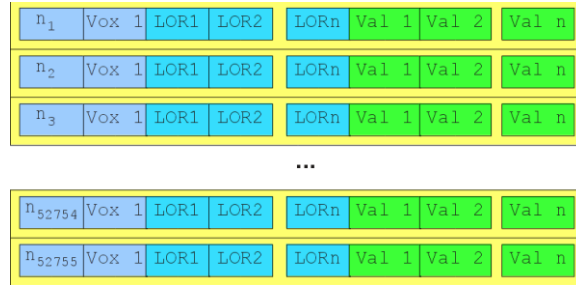 n1 Vox 1 LOR1 LOR2 LORn Val 1 Val 2 Val n
n2 Vox 1 LOR1 LOR2 LORn Val 1 Val 2 Val n
n3 Vox 1 LOR1 LOR2 LORn Val 1 Val 2 Val n
...
n52754 Vox 1 LOR1 LOR2 LORn Val 1 Val 2 Val n
n52755 Vox 1 LOR1 LOR2 LORn Val 1 Val 2 Val n